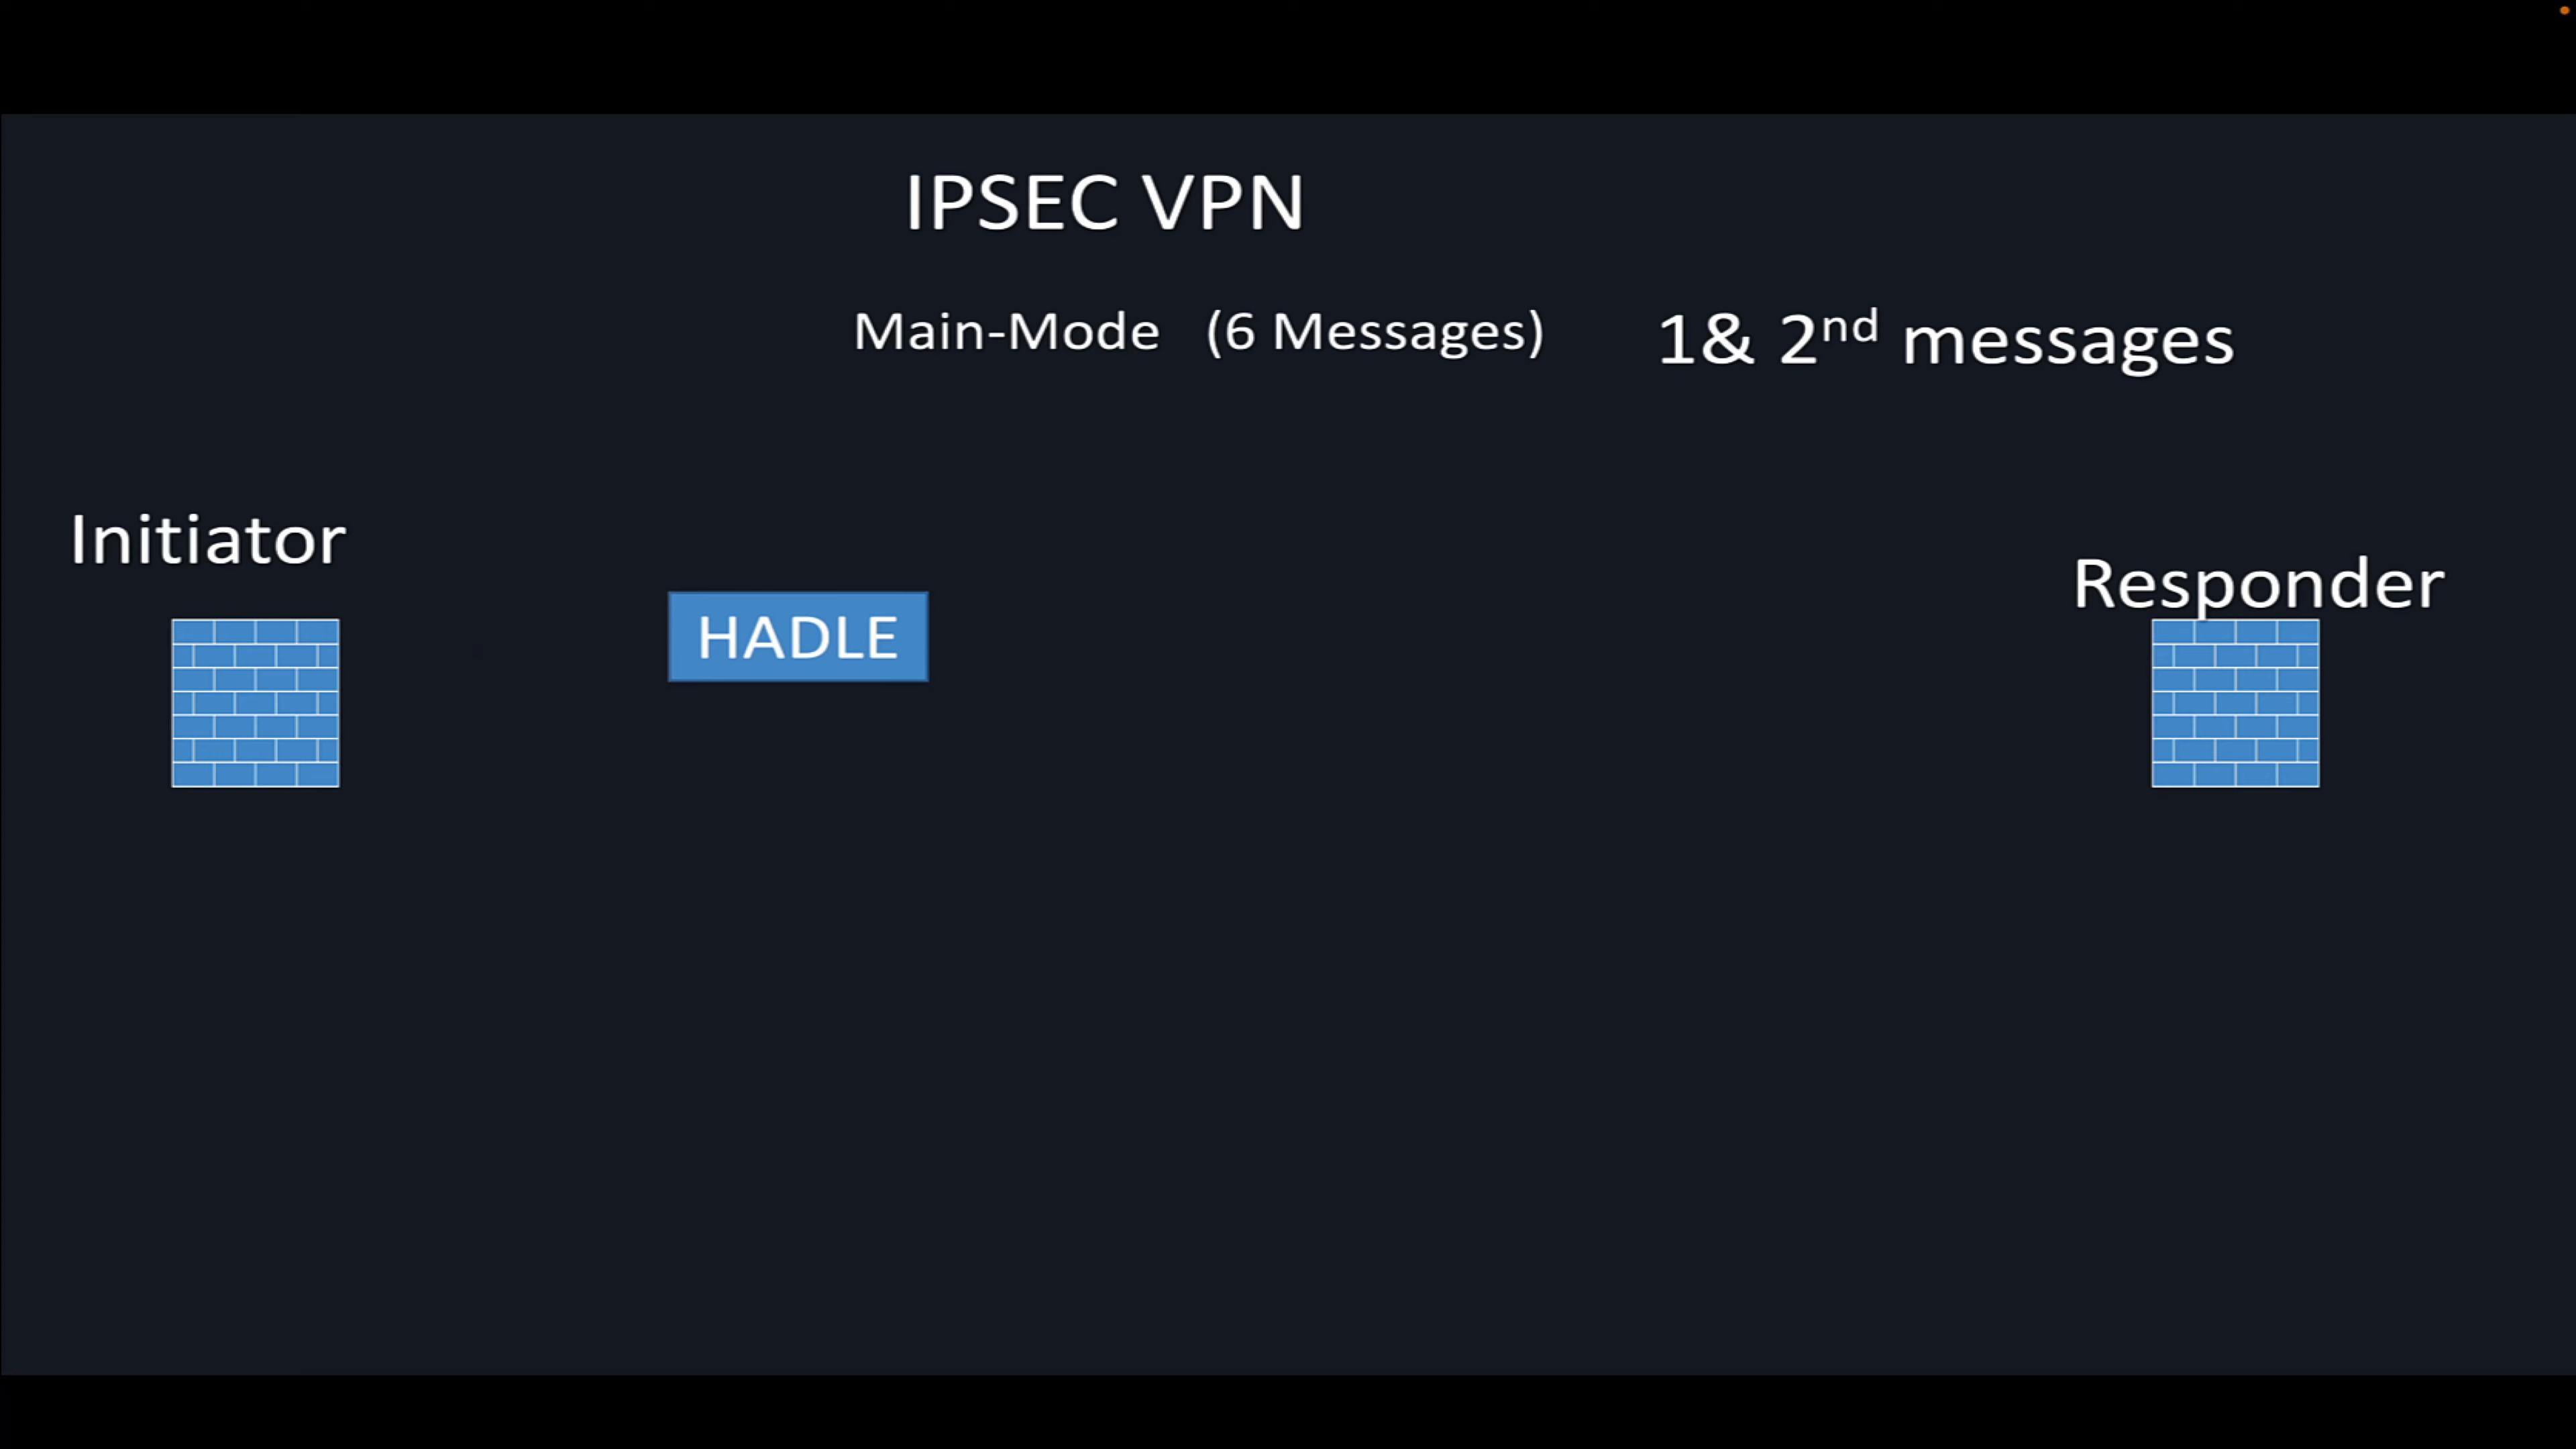 IPSEC VPN
Main-Mode (6 Messages) 1& 2nd messages
Initiator
Responder
HADLE